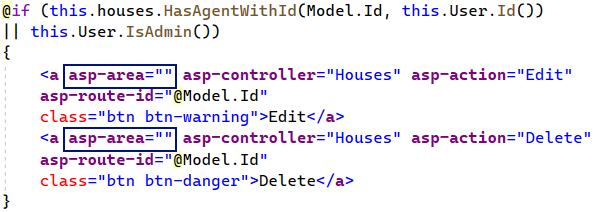 @if (this.houses.HasAgentWithId(Model.Id, this.User.Id())
|| this.User.IsAdmin())
{
<a asp-area="" asp-controller="Houses" asp-action="Edit"
asp-route-id="@Model.Id"
class="btn btn-warning">Edit</a>
<a asp-area="" asp-controller="Houses" asp-action="Delete"
asp-route-id="@Model.Id"
class="btn btn-danger">Delete</a>
}